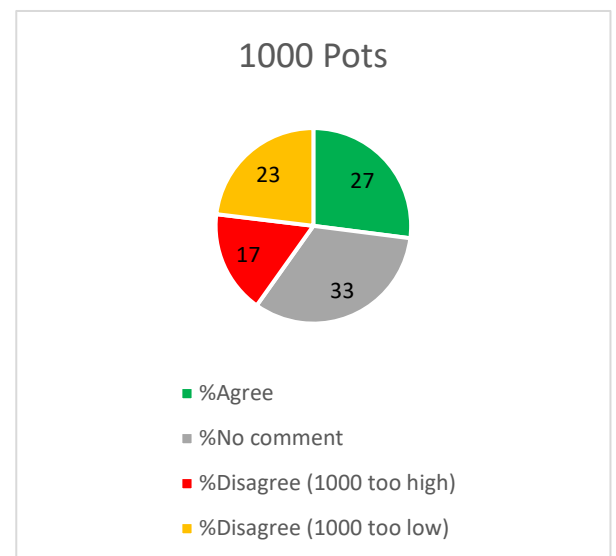 1000 Pots
23
27
17
33
%Agree
%No comment
%Disagree (1000 too high)
%Disagree (1000 too low)